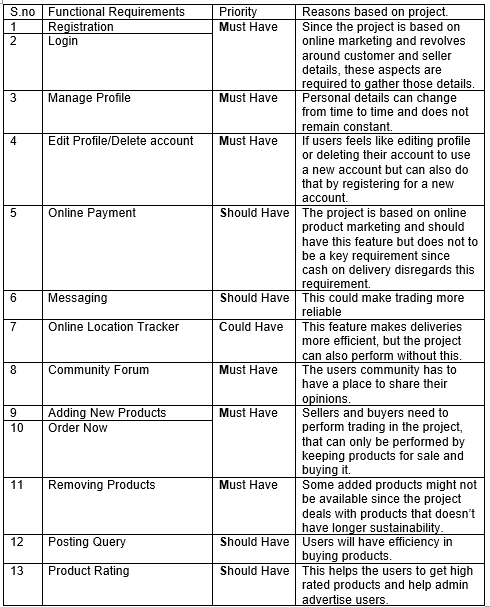 S.no Functional Requirements Priority Reasons based on project.
1 Registration Must Have Since the project is based on
2 Login online marketing and revolves
around customer and seller
details, these aspects are
required to gather those details.
3 Manage Profile Must Have Personal details can change
from time to time and does not
remain constant.
4 Edit Profile/Delete account Must Have If users feels like editing profile
or deleting their account to use
a new account but can also do
that by registering for a new
account.
5 Online Payment Should Have The project is based on online
product marketing and should
have this feature but does not to
be a key requirement since
cash on delivery disregards this
requirement.
6 Messaging Should Have This could make trading more
reliable
7 Online Location Tracker Could Have This feature makes deliveries
more efficient, but the project
can also perform without this.
8 Community Forum Must Have The users community has to
have a place to share their
opinions.
9 Adding New Products Must Have Sellers and buyers need to
10 Order Now perform trading in the project,
that can only be performed by
keeping products for sale and
buying it.
11 Removing Products Must Have Some added products might not
be available since the project
deals with products that doesn't
have longer sustainability.
12 Posting Query Should Have Users will have efficiency in
buying products.
13 Product Rating Should Have This helps the users to get high
rated products and help admin
advertise users.